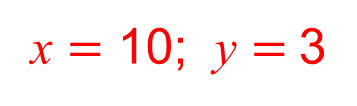 x = 10; y = 3